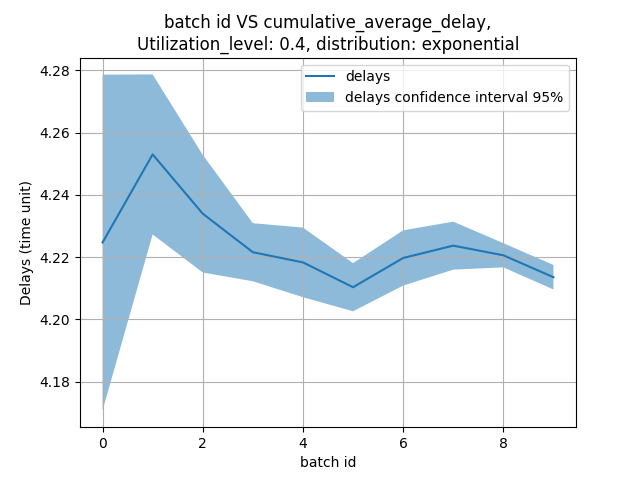 batch id VS cumulative_average_delay,
Utilization_level: 0.4, distribution: exponential
delays
delays confidence interval 95%
Delays (time unit)
4.28
4.26
4.24
4.22
4.20
4.18
0 2 4 6 8
batch id